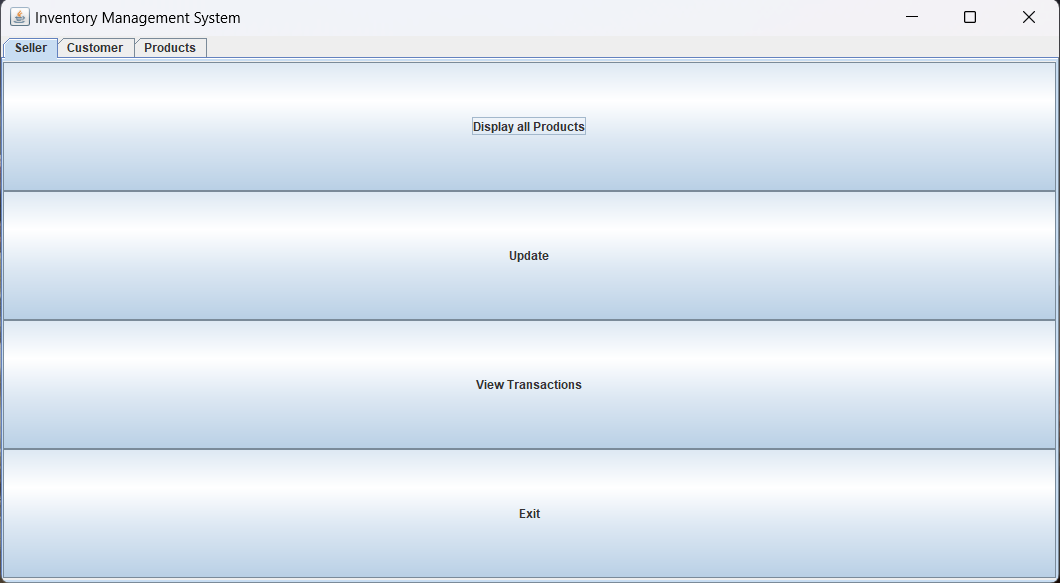 Inventory Management System
Seller Customer Products
Display all Products
Update
View Transactions
Exit